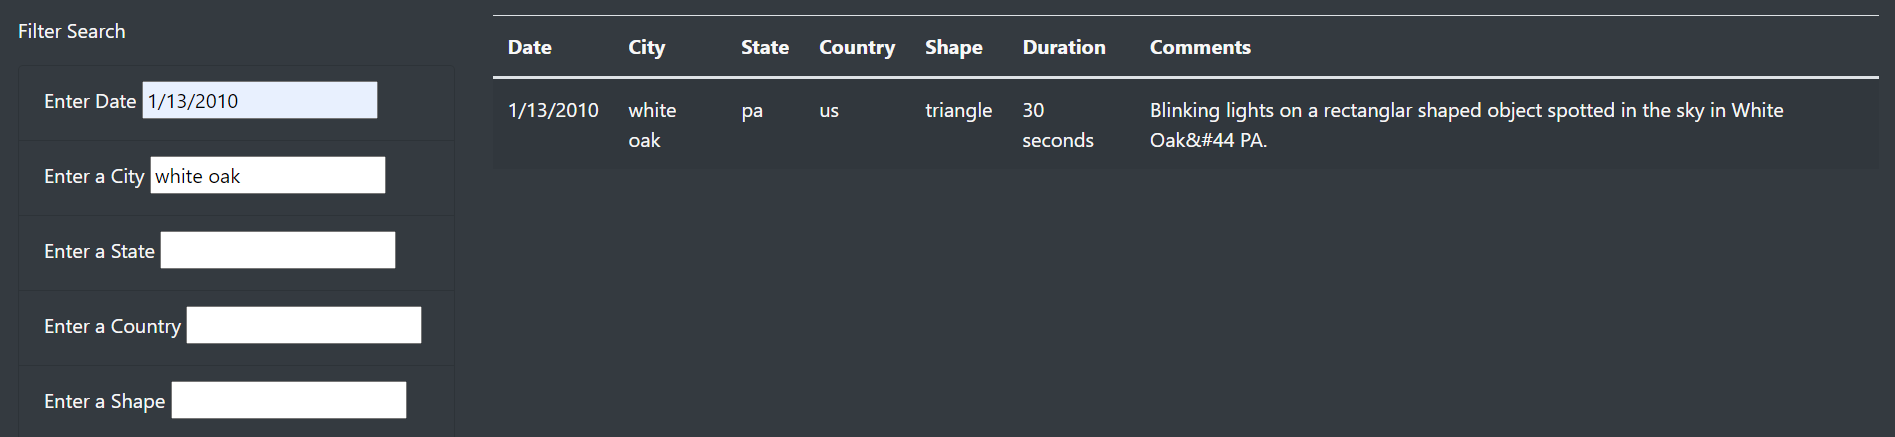 Filter Search
Enter Date 1/13/2010
Enter a City white oak
Enter a State
Enter a Country
Enter a Shape
Date City State Country Shape Duration Comments
1/13/2010 white pa us triangle 30 Blinking lights on a rectanglar shaped object spotted in the sky in White
oak seconds Oak&#44 PA.